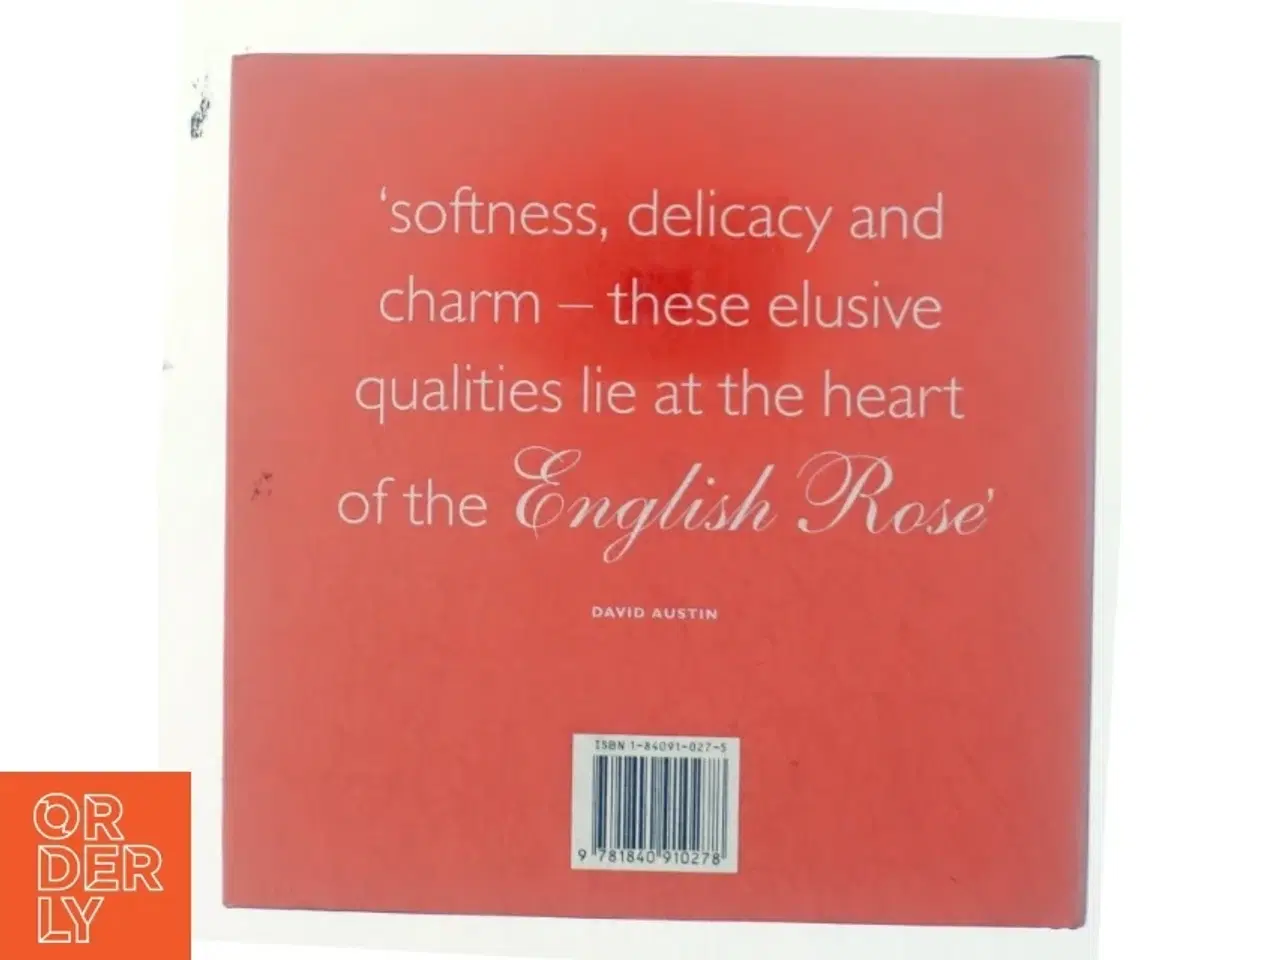 ‘softness, delicacy and
charm – these elusive
qualities lie at the heart
of the English Rose’
DAVID AUSTIN
ISBN 1-84091-027-5
9 781840 910278
OR
DER
LY